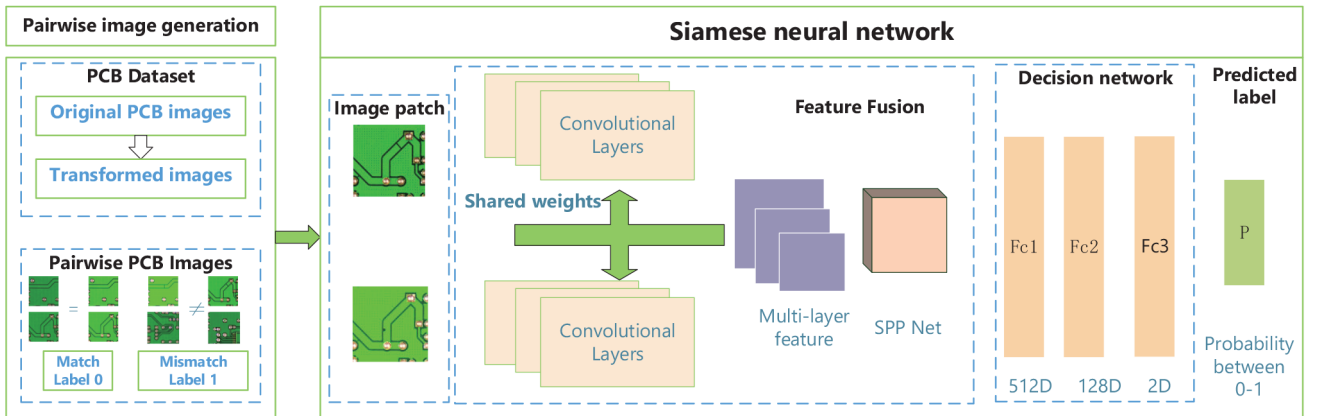 Pairwise image generation
Siamese neural network
PCB Dataset
Original PCB images
Transformed images
Pairwise PCB Images
=
≠
Match
Label 0
Mismatch
Label 1
Image patch
Convolutional
Layers
Shared weights
Convolutional
Layers
Feature Fusion
Multi-layer
feature
SPP Net
Decision network
Fc1
Fc2
Fc3
512D
128D
2D
Predicted
label
P
Probability
between
0-1